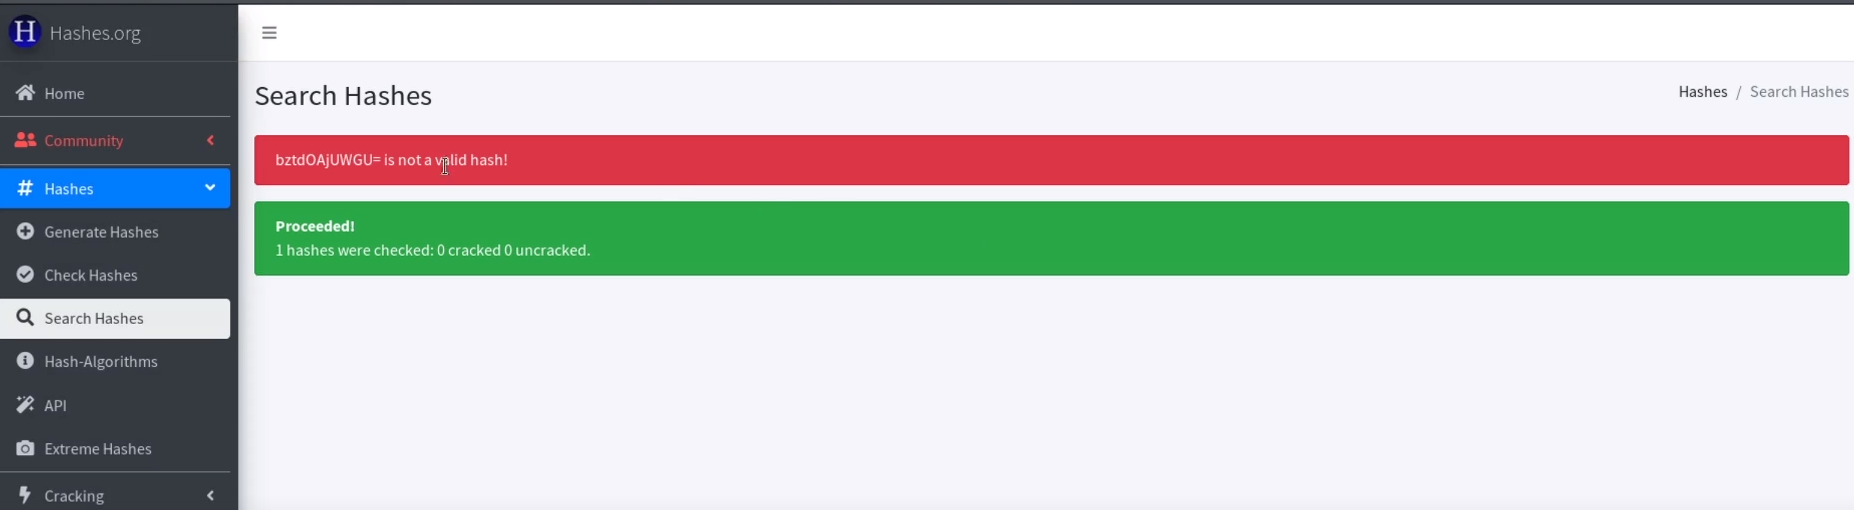 H Hashes.org
Home
Community
Hashes
Generate Hashes
Check Hashes
Search Hashes
Hash-Algorithms
API
Extreme Hashes
Cracking
Search Hashes
Hashes / Search Hashes
bztdOAjUWGU= is not a valid hash!
Proceeded!
1 hashes were checked: 0 cracked 0 uncracked.